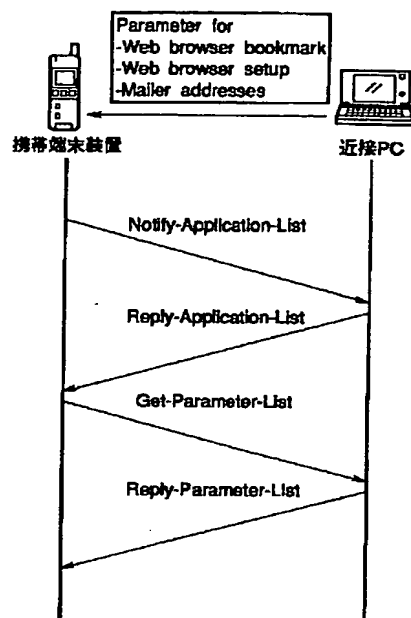 Parameter for
-Web browser bookmark
-Web browser setup
-Mailer addresses
携帯端末装置
近接PC
Notify-Application-List
Reply-Application-List
Get-Parameter-List
Reply-Parameter-List